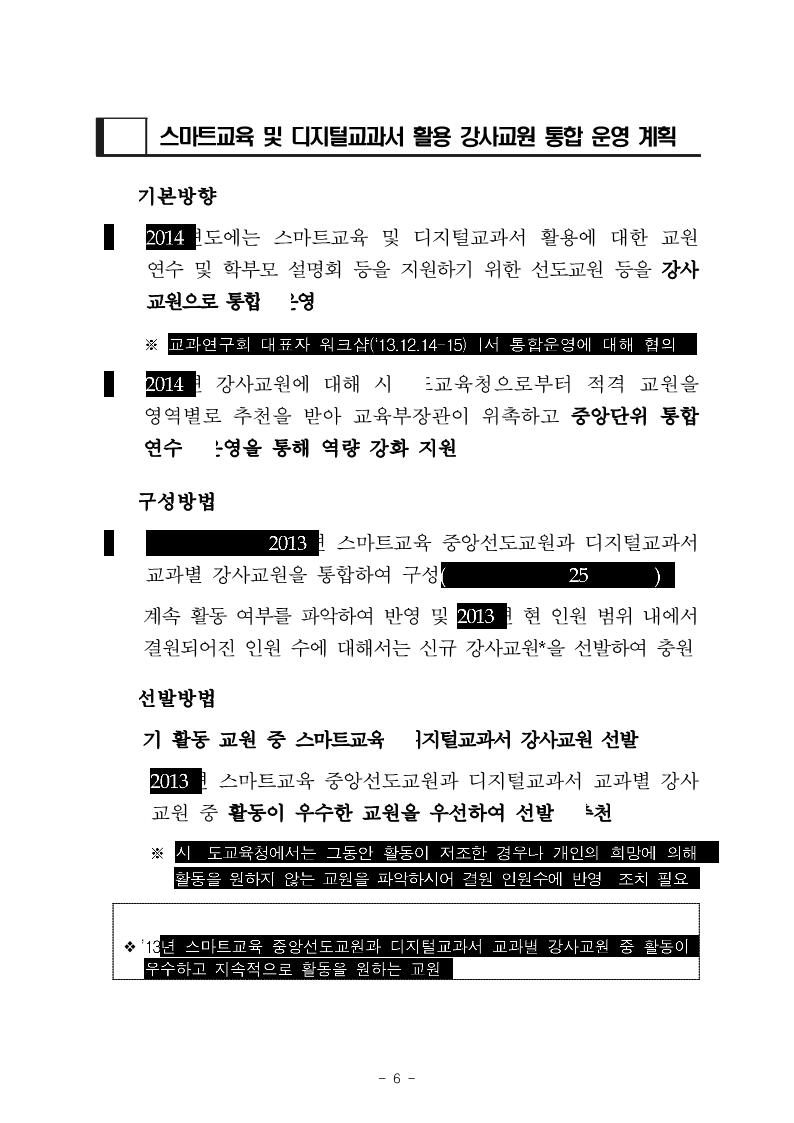 스마트교육 및 디지털교과서 활용 강사교원 통합 운영 계획
기본방향
2014 년도에는 스마트교육 및 디지털교과서 활용에 대한 교원
연수 및 학부모 설명회 등을 지원하기 위한 선도교원 등을 강사
교원으로 통합 운영
※ 교과연구회 대표자 워크샵('13.12.14-15) 서 통합운영에 대해 협의
2014 년 강사교원에 대해 시 도교육청으로부터 적격 교원을
영역별로 추천을 받아 교육부장관이 위촉하고 중앙단위 통합
연수 운영을 통해 역량 강화 지원
구성방법
2013 년 스마트교육 중앙선도교원과 디지털교과서
교과별 강사교원을 통합하여 구성( 25 )
계속 활동 여부를 파악하여 반영 및 2013 년 현 인원 범위 내에서
결원되어진 인원 수에 대해서는 신규 강사교원*을 선발하여 충원
선발방법
기 활동 교원 중 스마트교육 디지털교과서 강사교원 선발
2013 년 스마트교육 중앙선도교원과 디지털교과서 교과별 강사
교원 중 활동이 우수한 교원을 우선하여 선발 추천
※ 시 도교육청에서는 그동안 활동이 저조한 경우나 개인의 희망에 의해
활동을 원하지 않는 교원을 파악하시어 결원 인원수에 반영 조치 필요
❖ '13년 스마트교육 중앙선도교원과 디지털교과서 교과별 강사교원 중 활동이
우수하고 지속적으로 활동을 원하는 교원
- 6 -